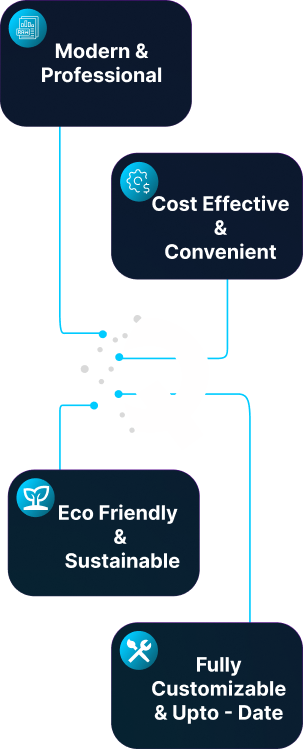 Modern &
Professional
Cost Effective
&
Convenient
Eco Friendly
&
Sustainable
Fully
Customizable
& Upto - Date